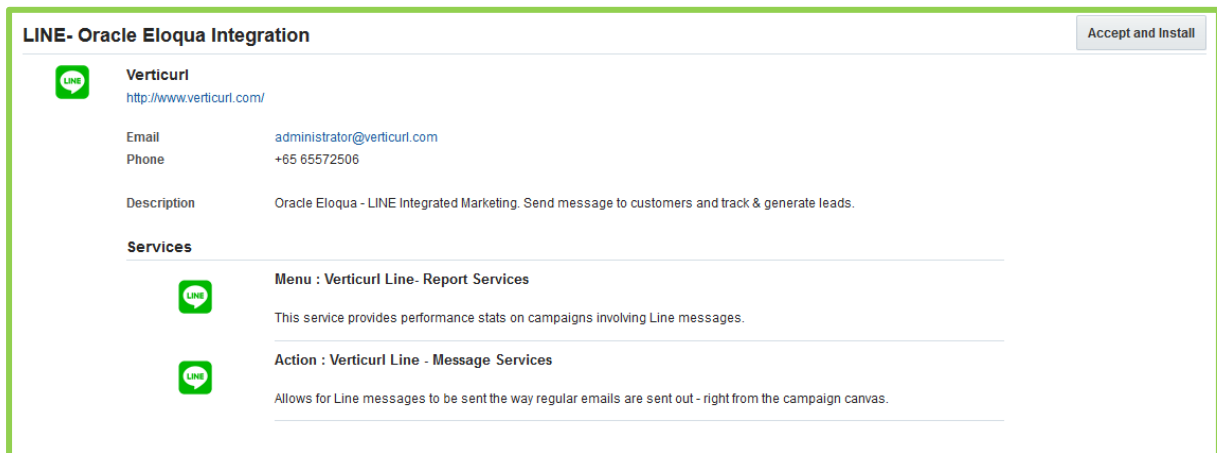 LINE- Oracle Eloqua Integration
Accept and Install
LINE
Verticurl
http://www.verticurl.com/
Email administrator@verticurl.com
Phone +65 65572506
Description Oracle Eloqua - LINE Integrated Marketing. Send message to customers and track & generate leads.
Services
LINE
Menu : Verticurl Line- Report Services
This service provides performance stats on campaigns involving Line messages.
LINE
Action : Verticurl Line - Message Services
Allows for Line messages to be sent the way regular emails are sent out - right from the campaign canvas.